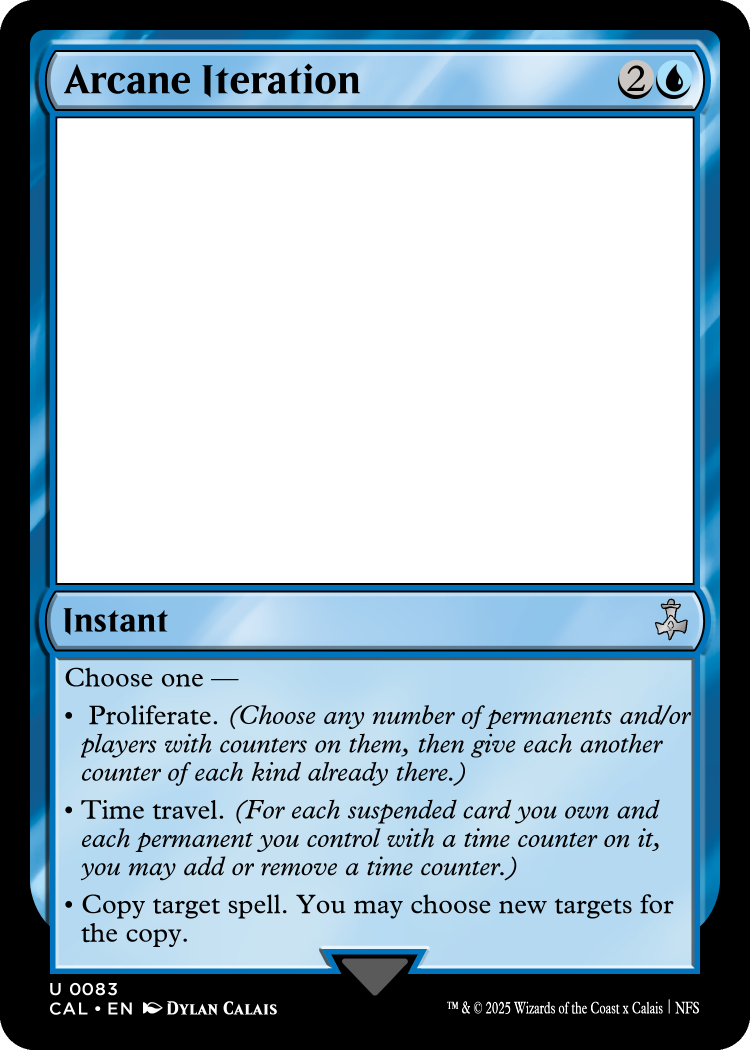 Arcane Iteration 2
Instant
Choose one —
• Proliferate. (Choose any number of permanents and/or
players with counters on them, then give each another
counter of each kind already there.)
• Time travel. (For each suspended card you own and
each permanent you control with a time counter on it,
you may add or remove a time counter.)
• Copy target spell. You may choose new targets for
the copy.
U 0083
CAL • EN Dylan Calais
™ & © 2025 Wizards of the Coast x Calais | NFS